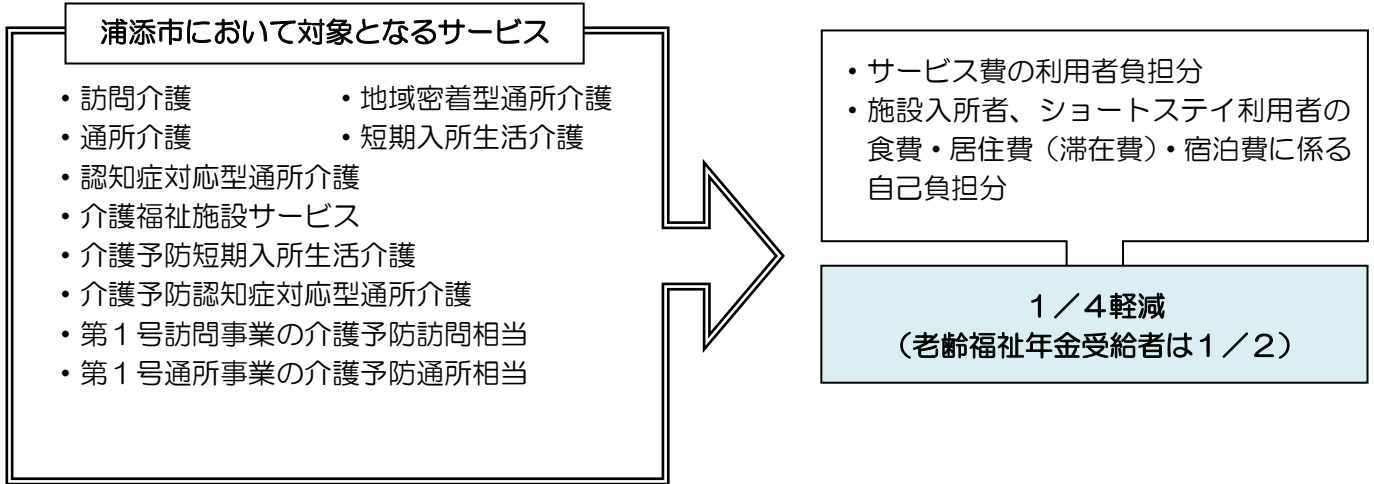 浦添市において対象となるサービス
・訪問介護　　・地域密着型通所介護
・通所介護　　・短期入所生活介護
・認知症対応型通所介護
・介護福祉施設サービス
・介護予防短期入所生活介護
・介護予防認知症対応型通所介護
・第１号訪問事業の介護予防訪問相当
・第１号通所事業の介護予防通所相当
・サービス費の利用者負担分
・施設入所者、ショートステイ利用者の
食費・居住費（滞在費）・宿泊費に係る
自己負担分
１／４軽減
（老齢福祉年金受給者は１／２）